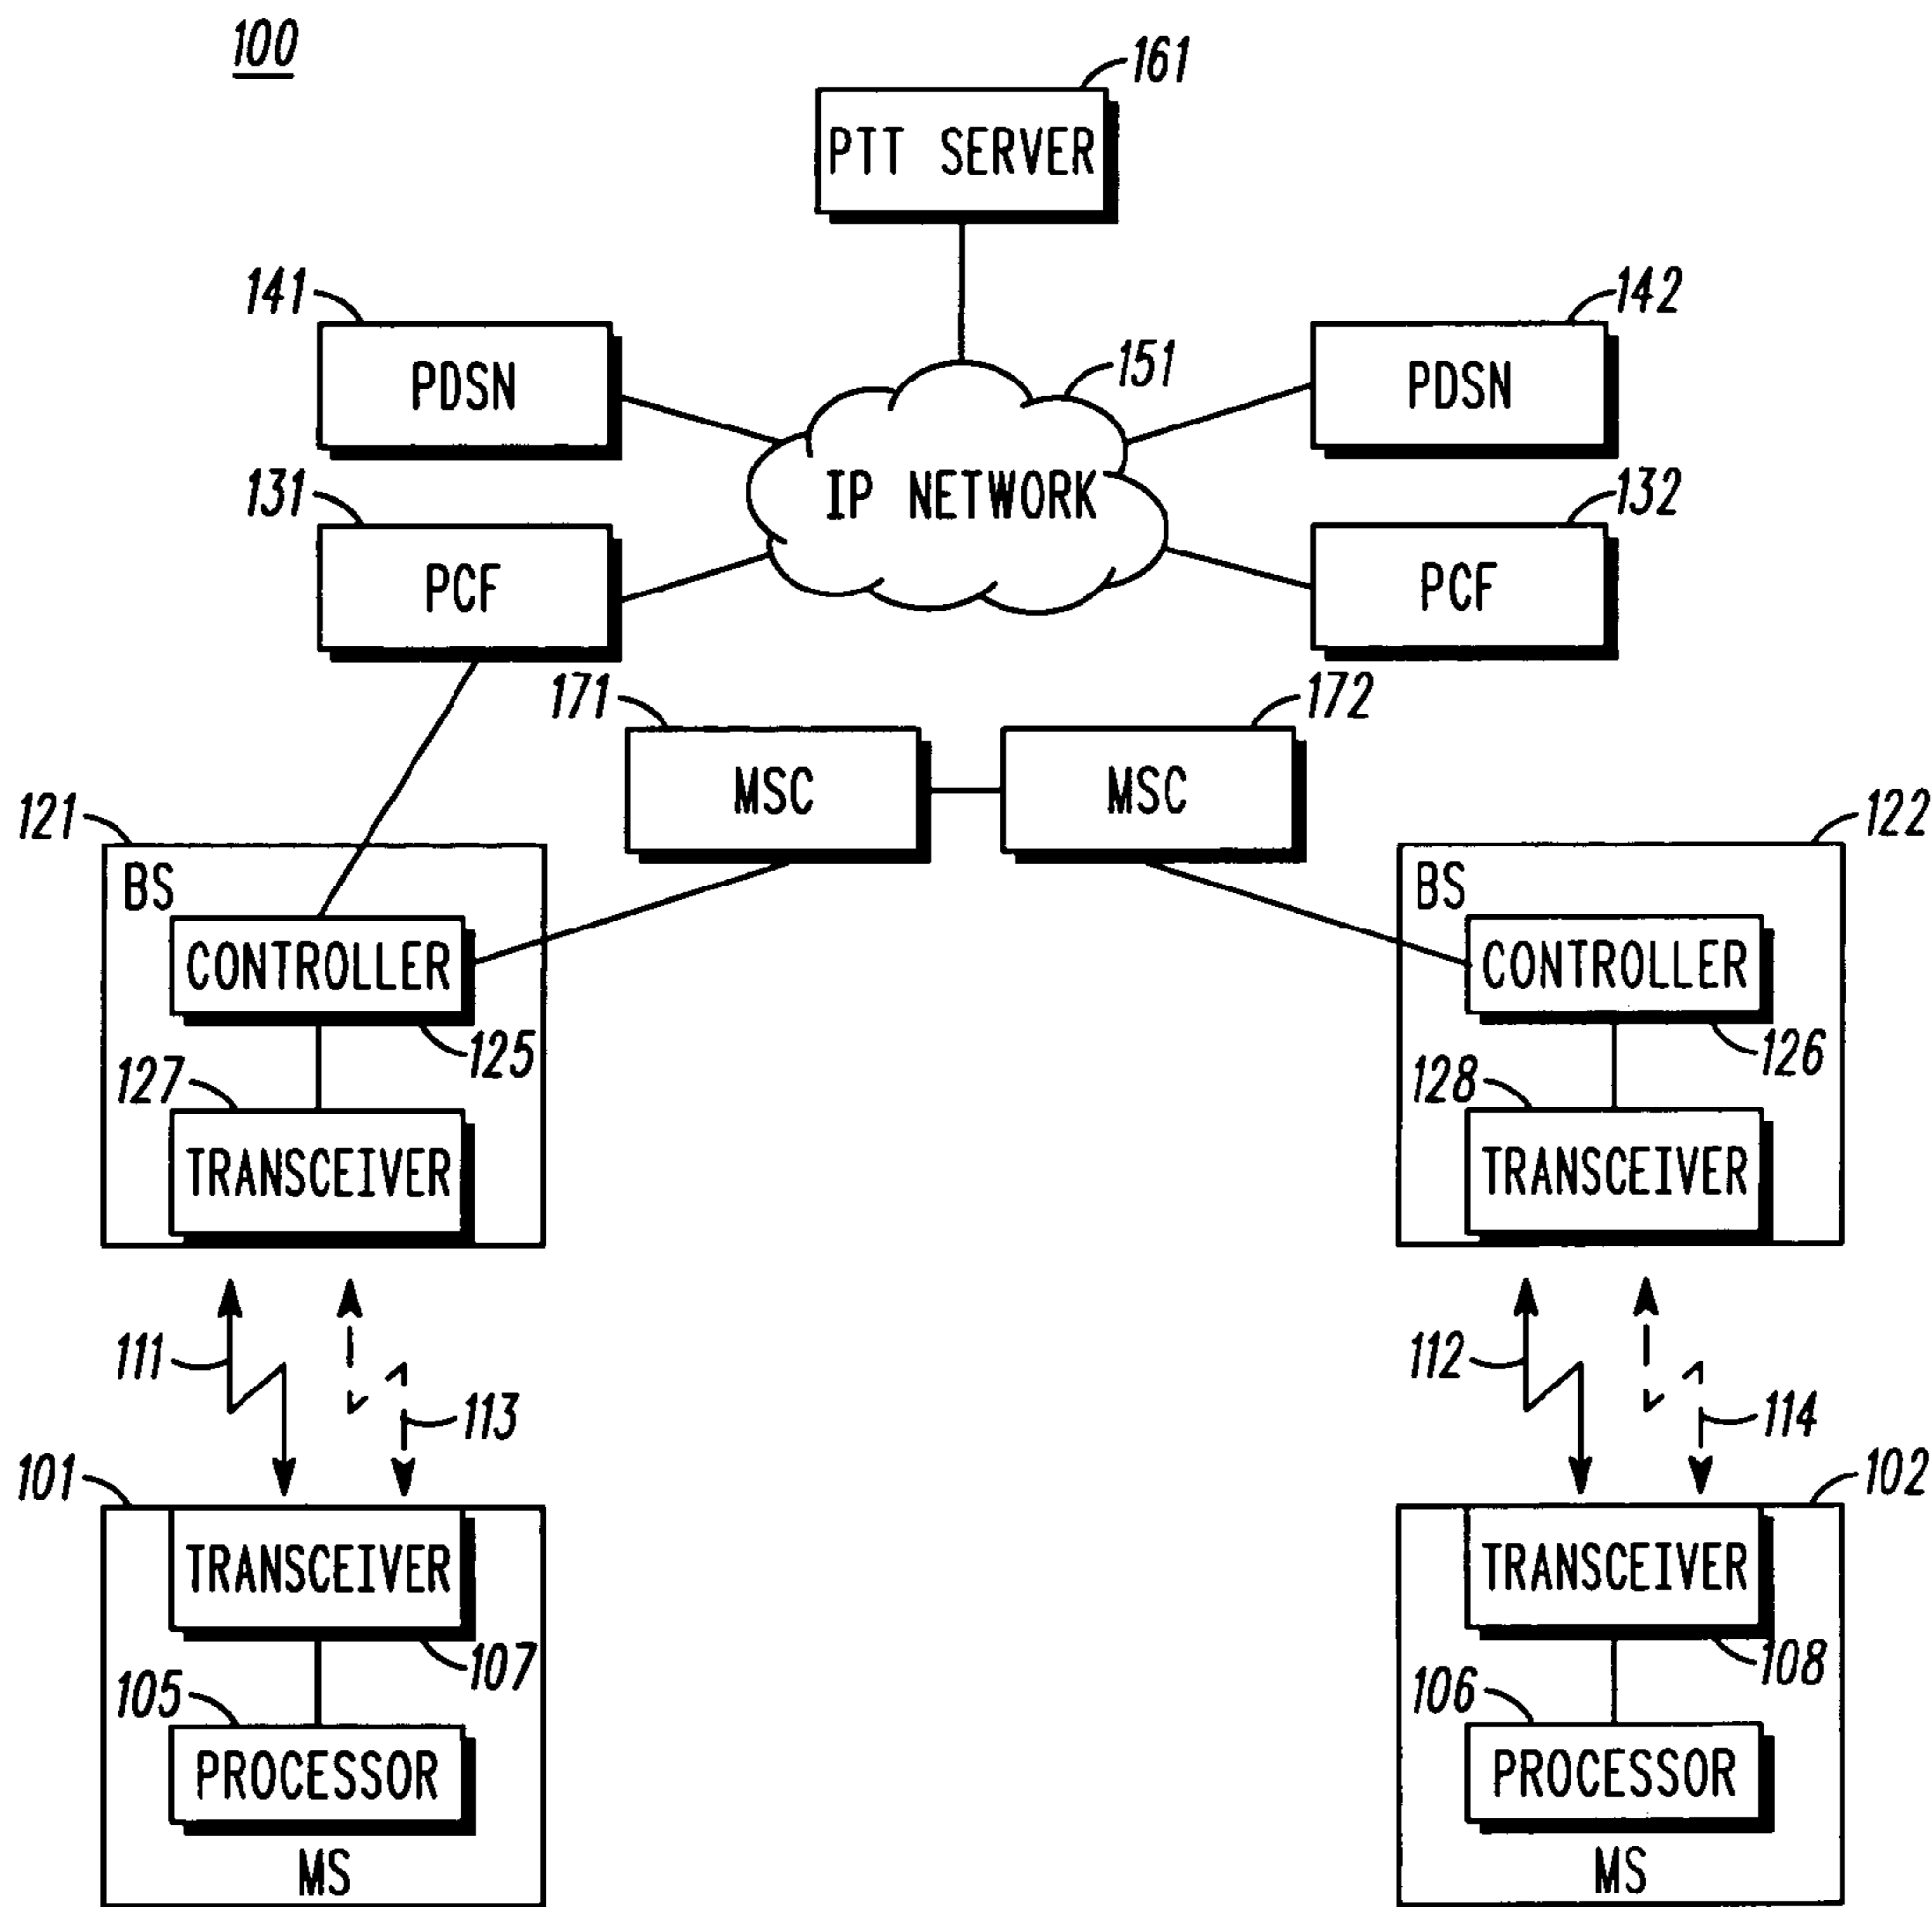 100
161
PTT SERVER
141
142
PDSN
151
PDSN
131
IP NETWORK
132
PCF
PCF
171
172
MSC
MSC
121
122
BS
BS
CONTROLLER
CONTROLLER
125
126
127
128
TRANSCEIVER
TRANSCEIVER
111
112
113
114
101
102
TRANSCEIVER
TRANSCEIVER
107
108
105
106
PROCESSOR
PROCESSOR
MS
MS